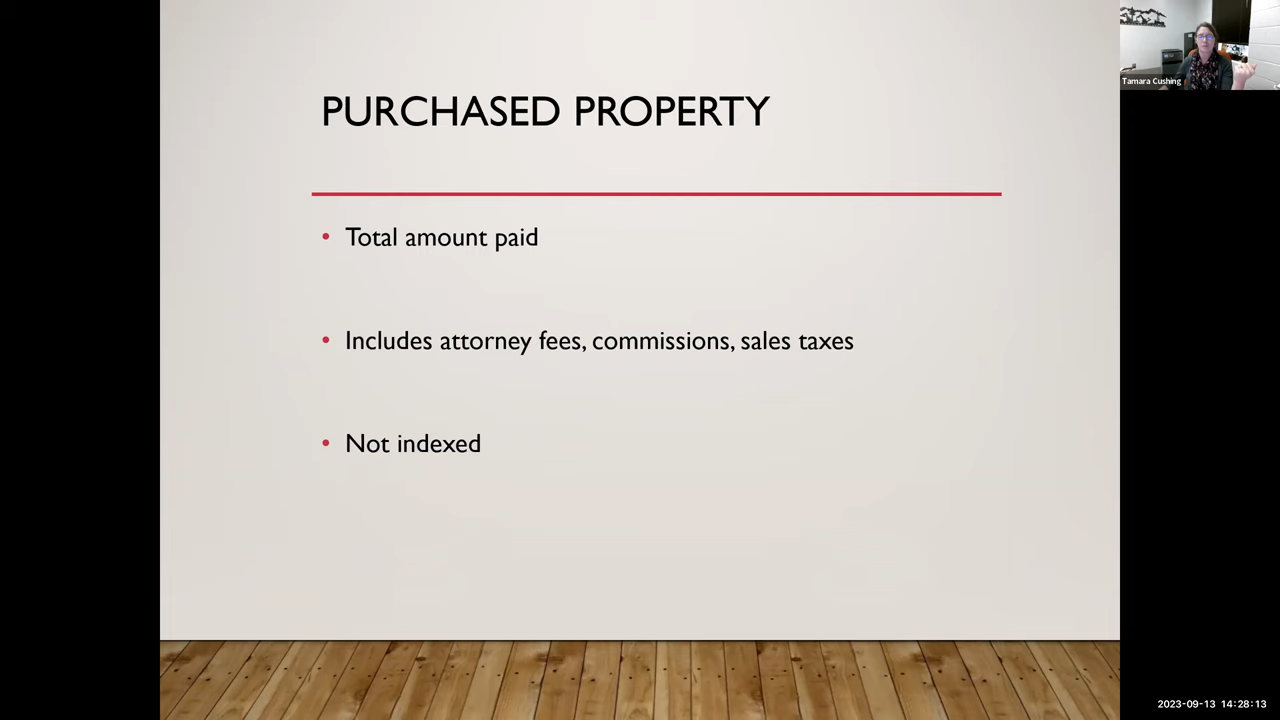 PURCHASED PROPERTY
• Total amount paid
• Includes attorney fees, commissions, sales taxes
• Not indexed
Tamara Cushing
2023-09-13 14:28:13